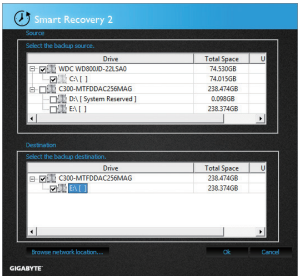 Smart Recovery 2
Source
Select the backup source.
Drive Total Space U
WDC WD800JD-22LSA0 74.530GB
C:\ [ ] 74.015GB
C300-MTFDDAC256MAG 238.474GB
D:\ [ System Reserved ] 0.098GB
E:\ [ ] 238.374GB
Destination
Select the backup destination.
Drive Total Space U
C300-MTFDDAC256MAG 238.474GB
E:\ [ ] 238.374GB
Browse network location.... Ok Cancel
GIGABYTE